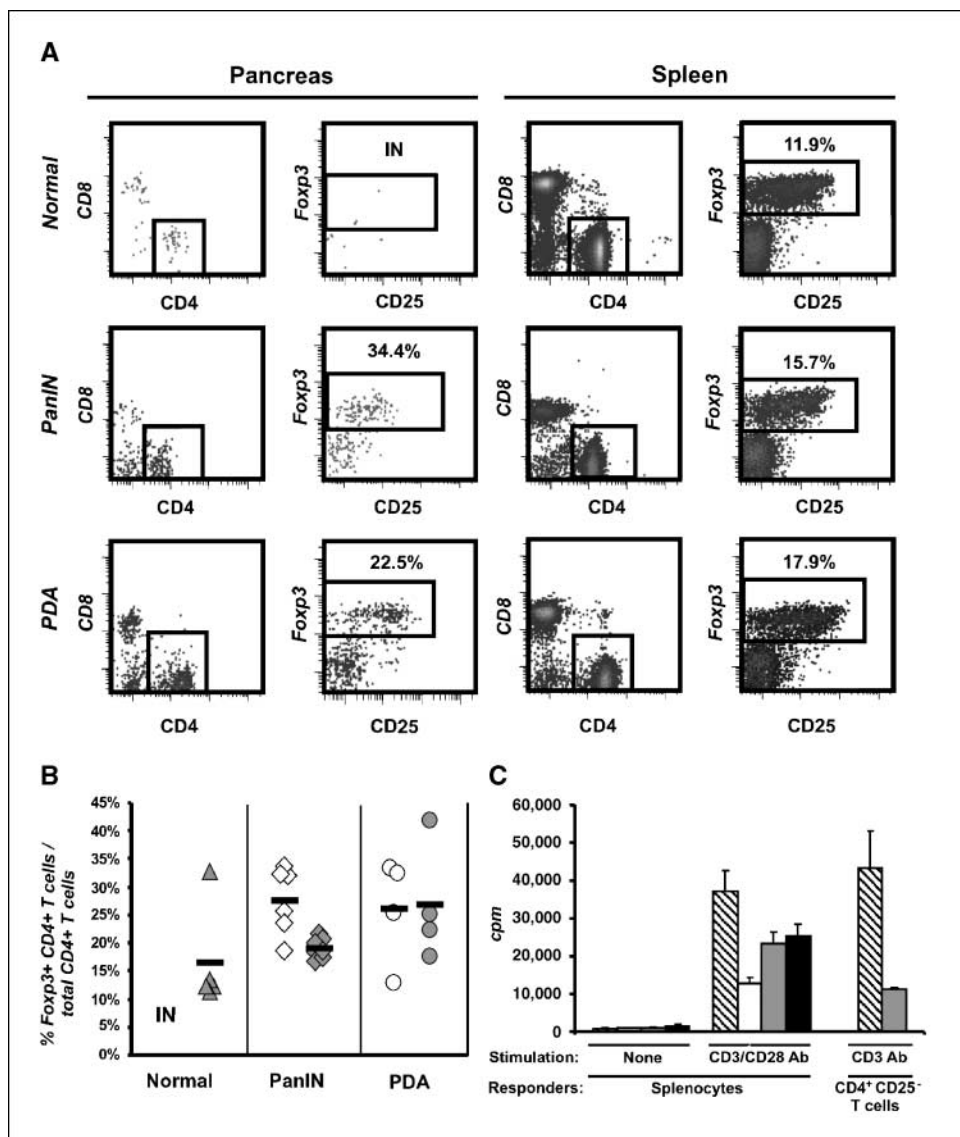 A
Pancreas
Spleen
Normal
CD8
CD4
IN
Foxp3
CD25
CD8
CD4
11.9%
Foxp3
CD25
PanIN
CD8
CD4
34.4%
Foxp3
CD25
CD8
CD4
15.7%
Foxp3
CD25
PDA
CD8
CD4
22.5%
Foxp3
CD25
CD8
CD4
17.9%
Foxp3
CD25
B
% Foxp3+ CD4+ T cells /
total CD4+ T cells
45%
40%
35%
30%
25%
20%
15%
10%
5%
0%
IN
Normal
PanIN
PDA
C
cpm
60,000
50,000
40,000
30,000
20,000
10,000
0
Stimulation: None CD3/CD28 Ab CD3 Ab
Responders: Splenocytes CD4⁺ CD25⁻
T cells